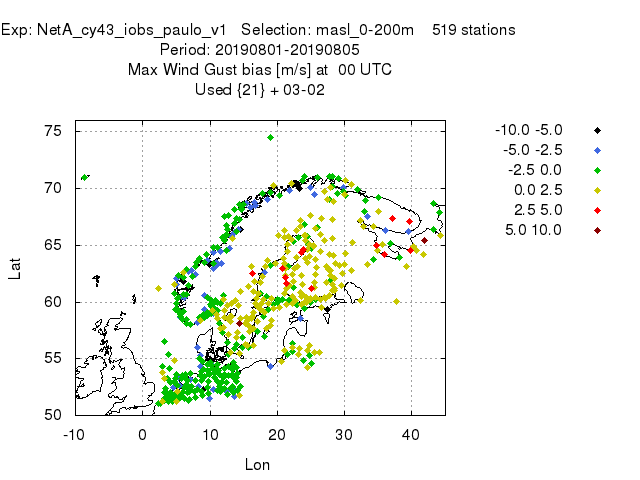 Exp: NetA_cy43_iobs_paulo_v1 Selection: masl_0-200m 519 stations
Period: 20190801-20190805
Max Wind Gust bias [m/s] at 00 UTC
Used {21} + 03-02
-10.0 -5.0
-5.0 -2.5
-2.5 0.0
0.0 2.5
2.5 5.0
5.0 10.0
75
70
65
60
55
50
Lat
-10 0 10 20 30 40
Lon